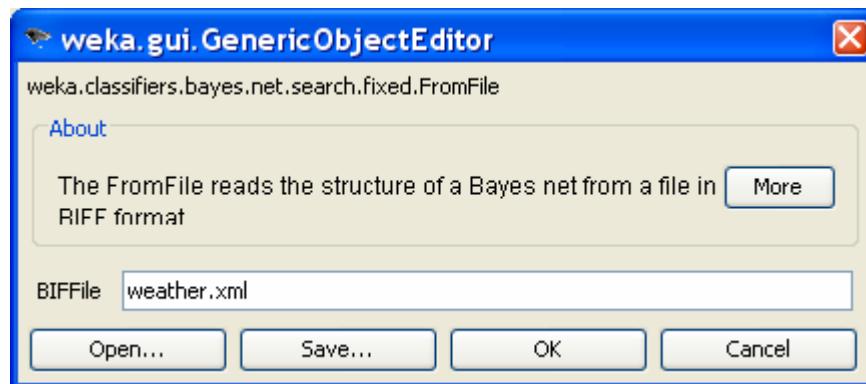 weka.gui.GenericObjectEditor
weka.classifiers.bayes.net.search.fixed.FromFile
About
The FromFile reads the structure of a Bayes net from a file in
More
BIFF format
BIFFile
weather.xml
Open...
Save...
OK
Cancel